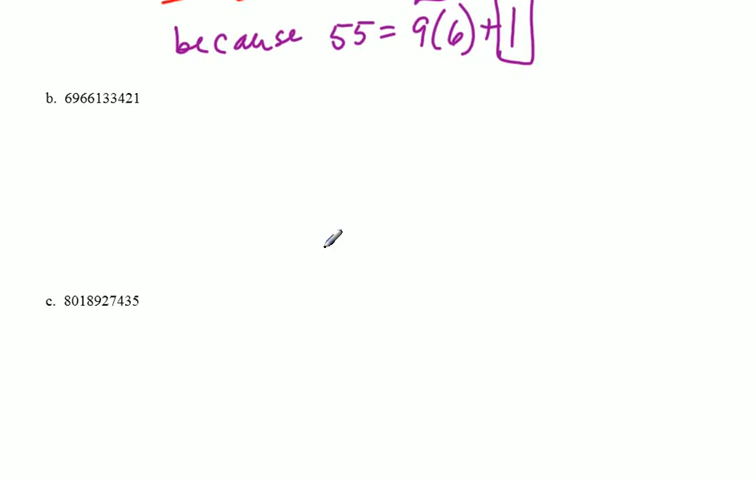 because 55 = 9(6) + 1
b. 6966133421
c. 8018927435